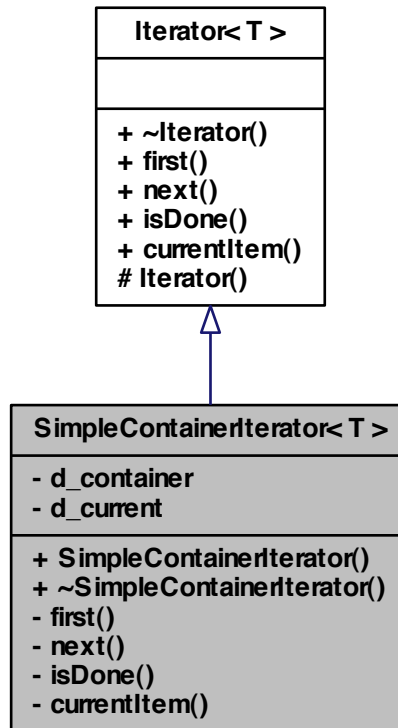 Iterator< T >
+ ~Iterator()
+ first()
+ next()
+ isDone()
+ currentItem()
# Iterator()
SimpleContainerIterator< T >
- d_container
- d_current
+ SimpleContainerIterator()
+ ~SimpleContainerIterator()
- first()
- next()
- isDone()
- currentItem()